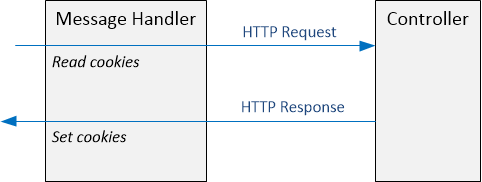 Message Handler
Controller
HTTP Request
Read cookies
HTTP Response
Set cookies